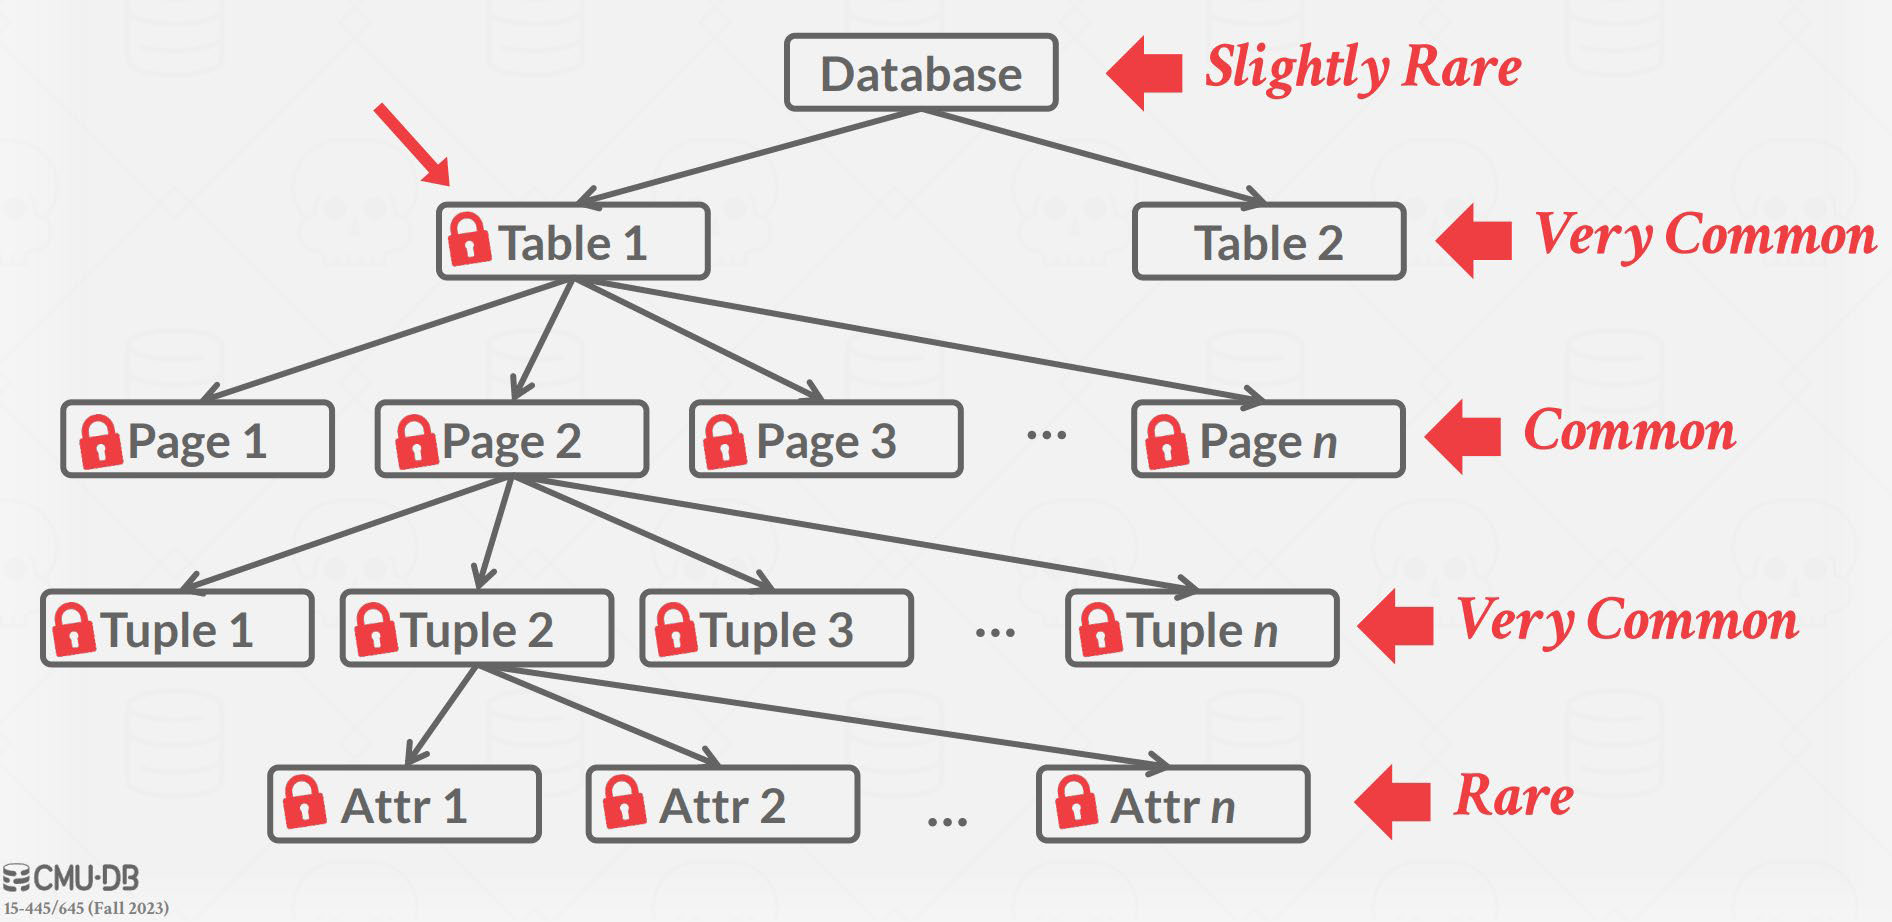 Database
Slightly Rare
Table 1
Table 2
Very Common
Page 1
Page 2
Page 3
...
Page n
Common
Tuple 1
Tuple 2
Tuple 3
...
Tuple n
Very Common
Attr 1
Attr 2
...
Attr n
Rare
CMU·DB
15-445/645 (Fall 2023)